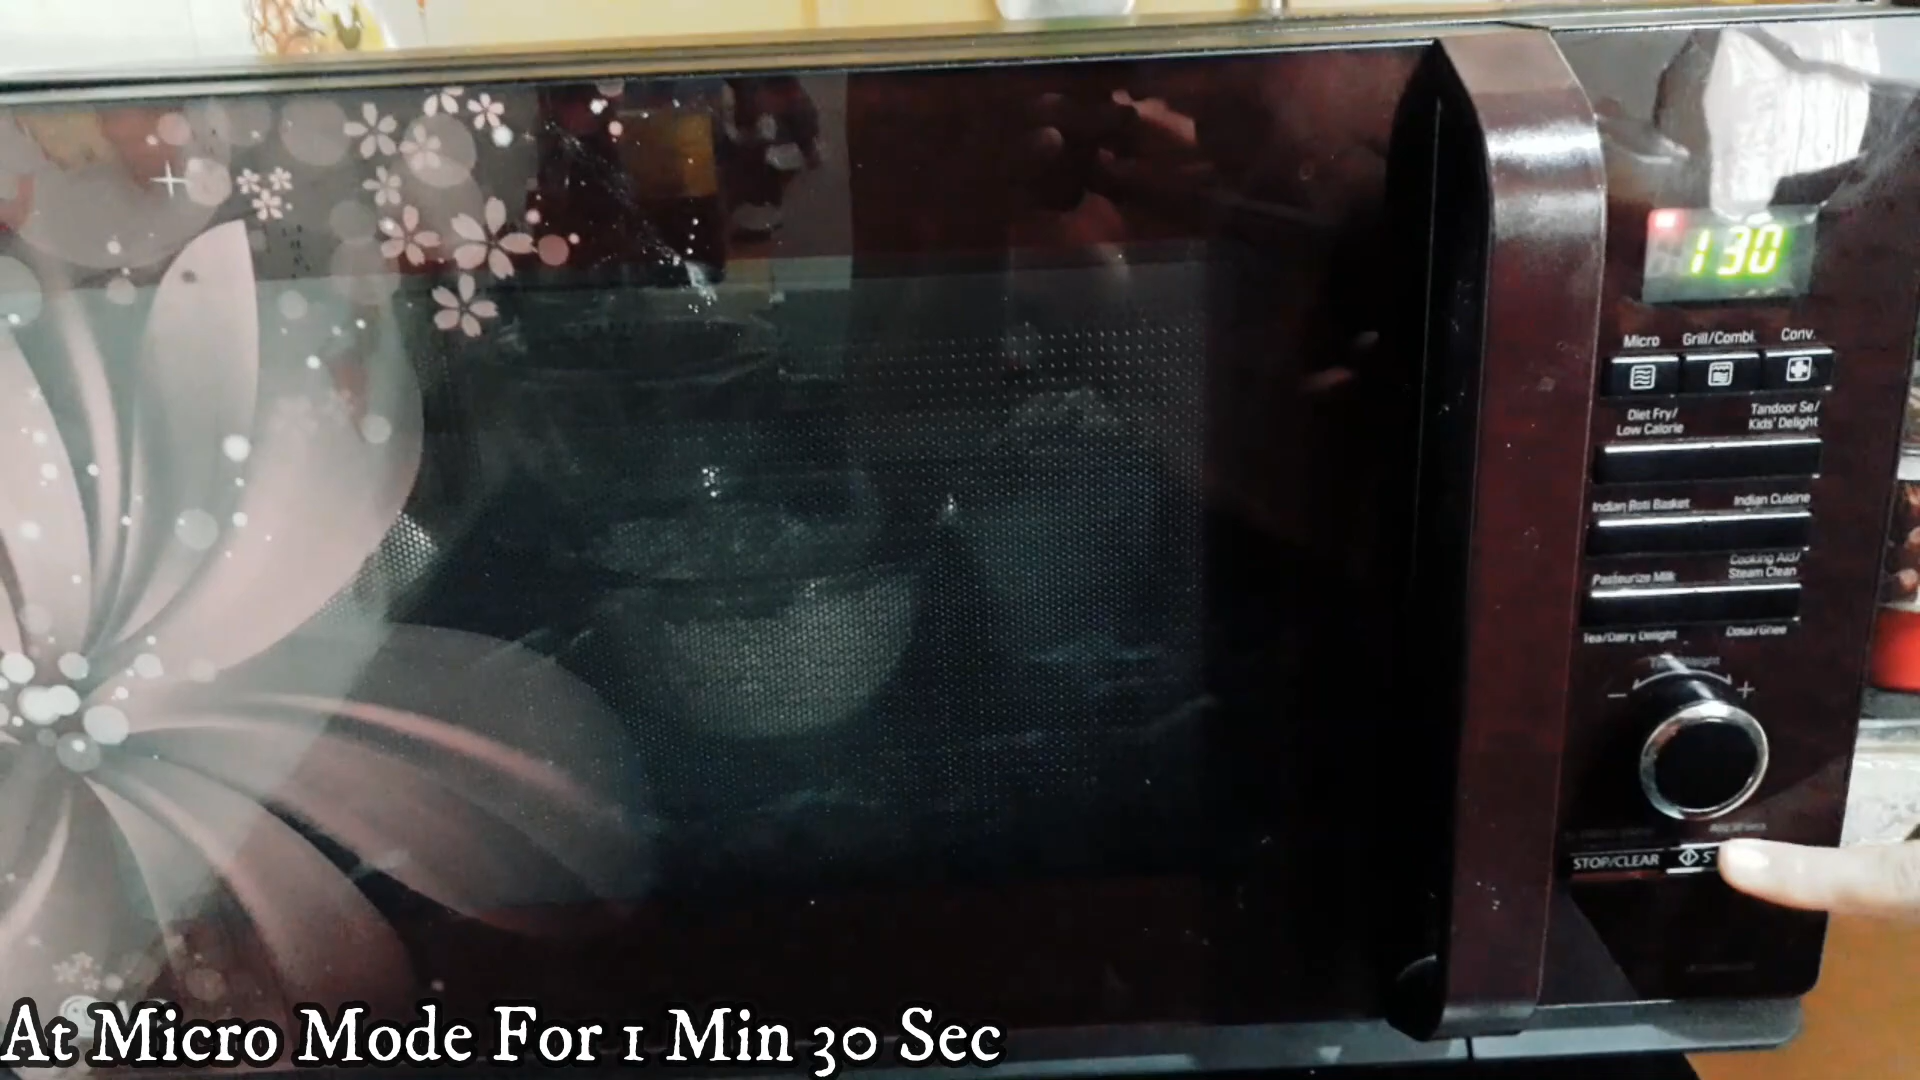 130
Micro Grill/Combi. Conv.
Diet Fry/ Tandoor Se/
Low Calorie Kids' Delight
Indian Roti Basket Indian Cuisine
Cooking Aid/
Pasteurize Milk Steam Clean
Tea/Dairy Delight Dosa/Ghee
− +
STOP/CLEAR
At Micro Mode For 1 Min 30 Sec